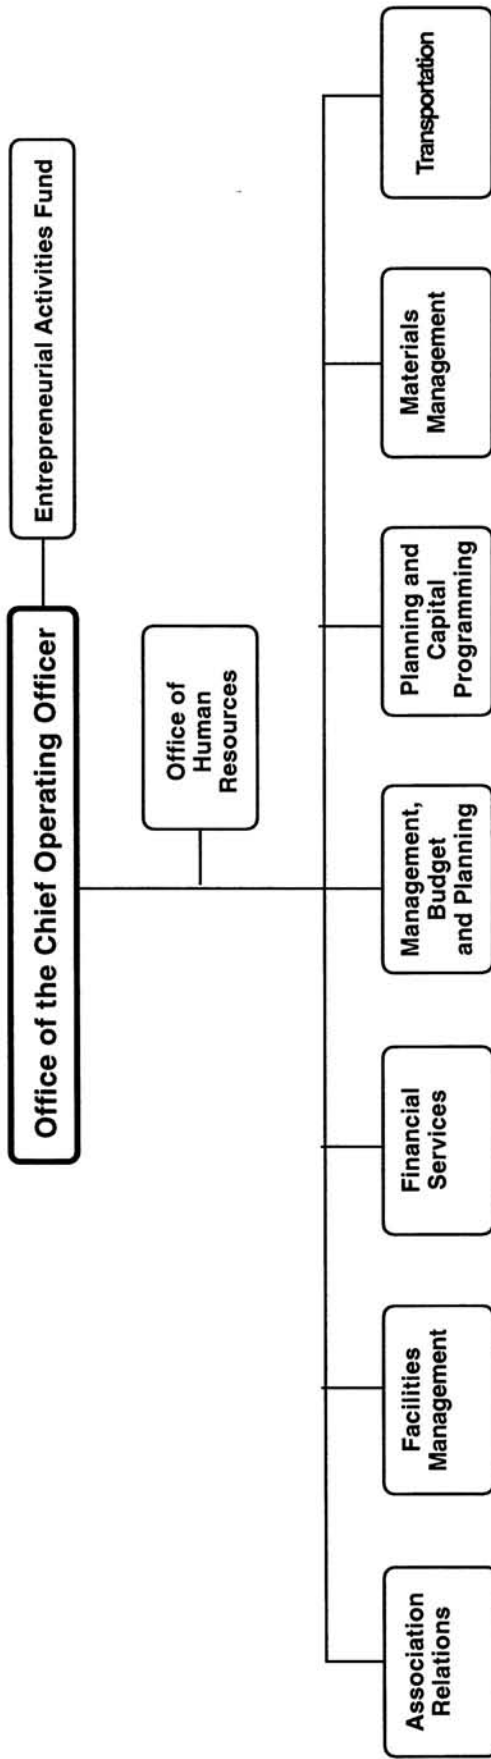 Office of the Chief Operating Officer
Entrepreneurial Activities Fund
Office of
Human
Resources
Association
Relations
Facilities
Management
Financial
Services
Management,
Budget
and Planning
Planning and
Capital
Programming
Materials
Management
Transportation